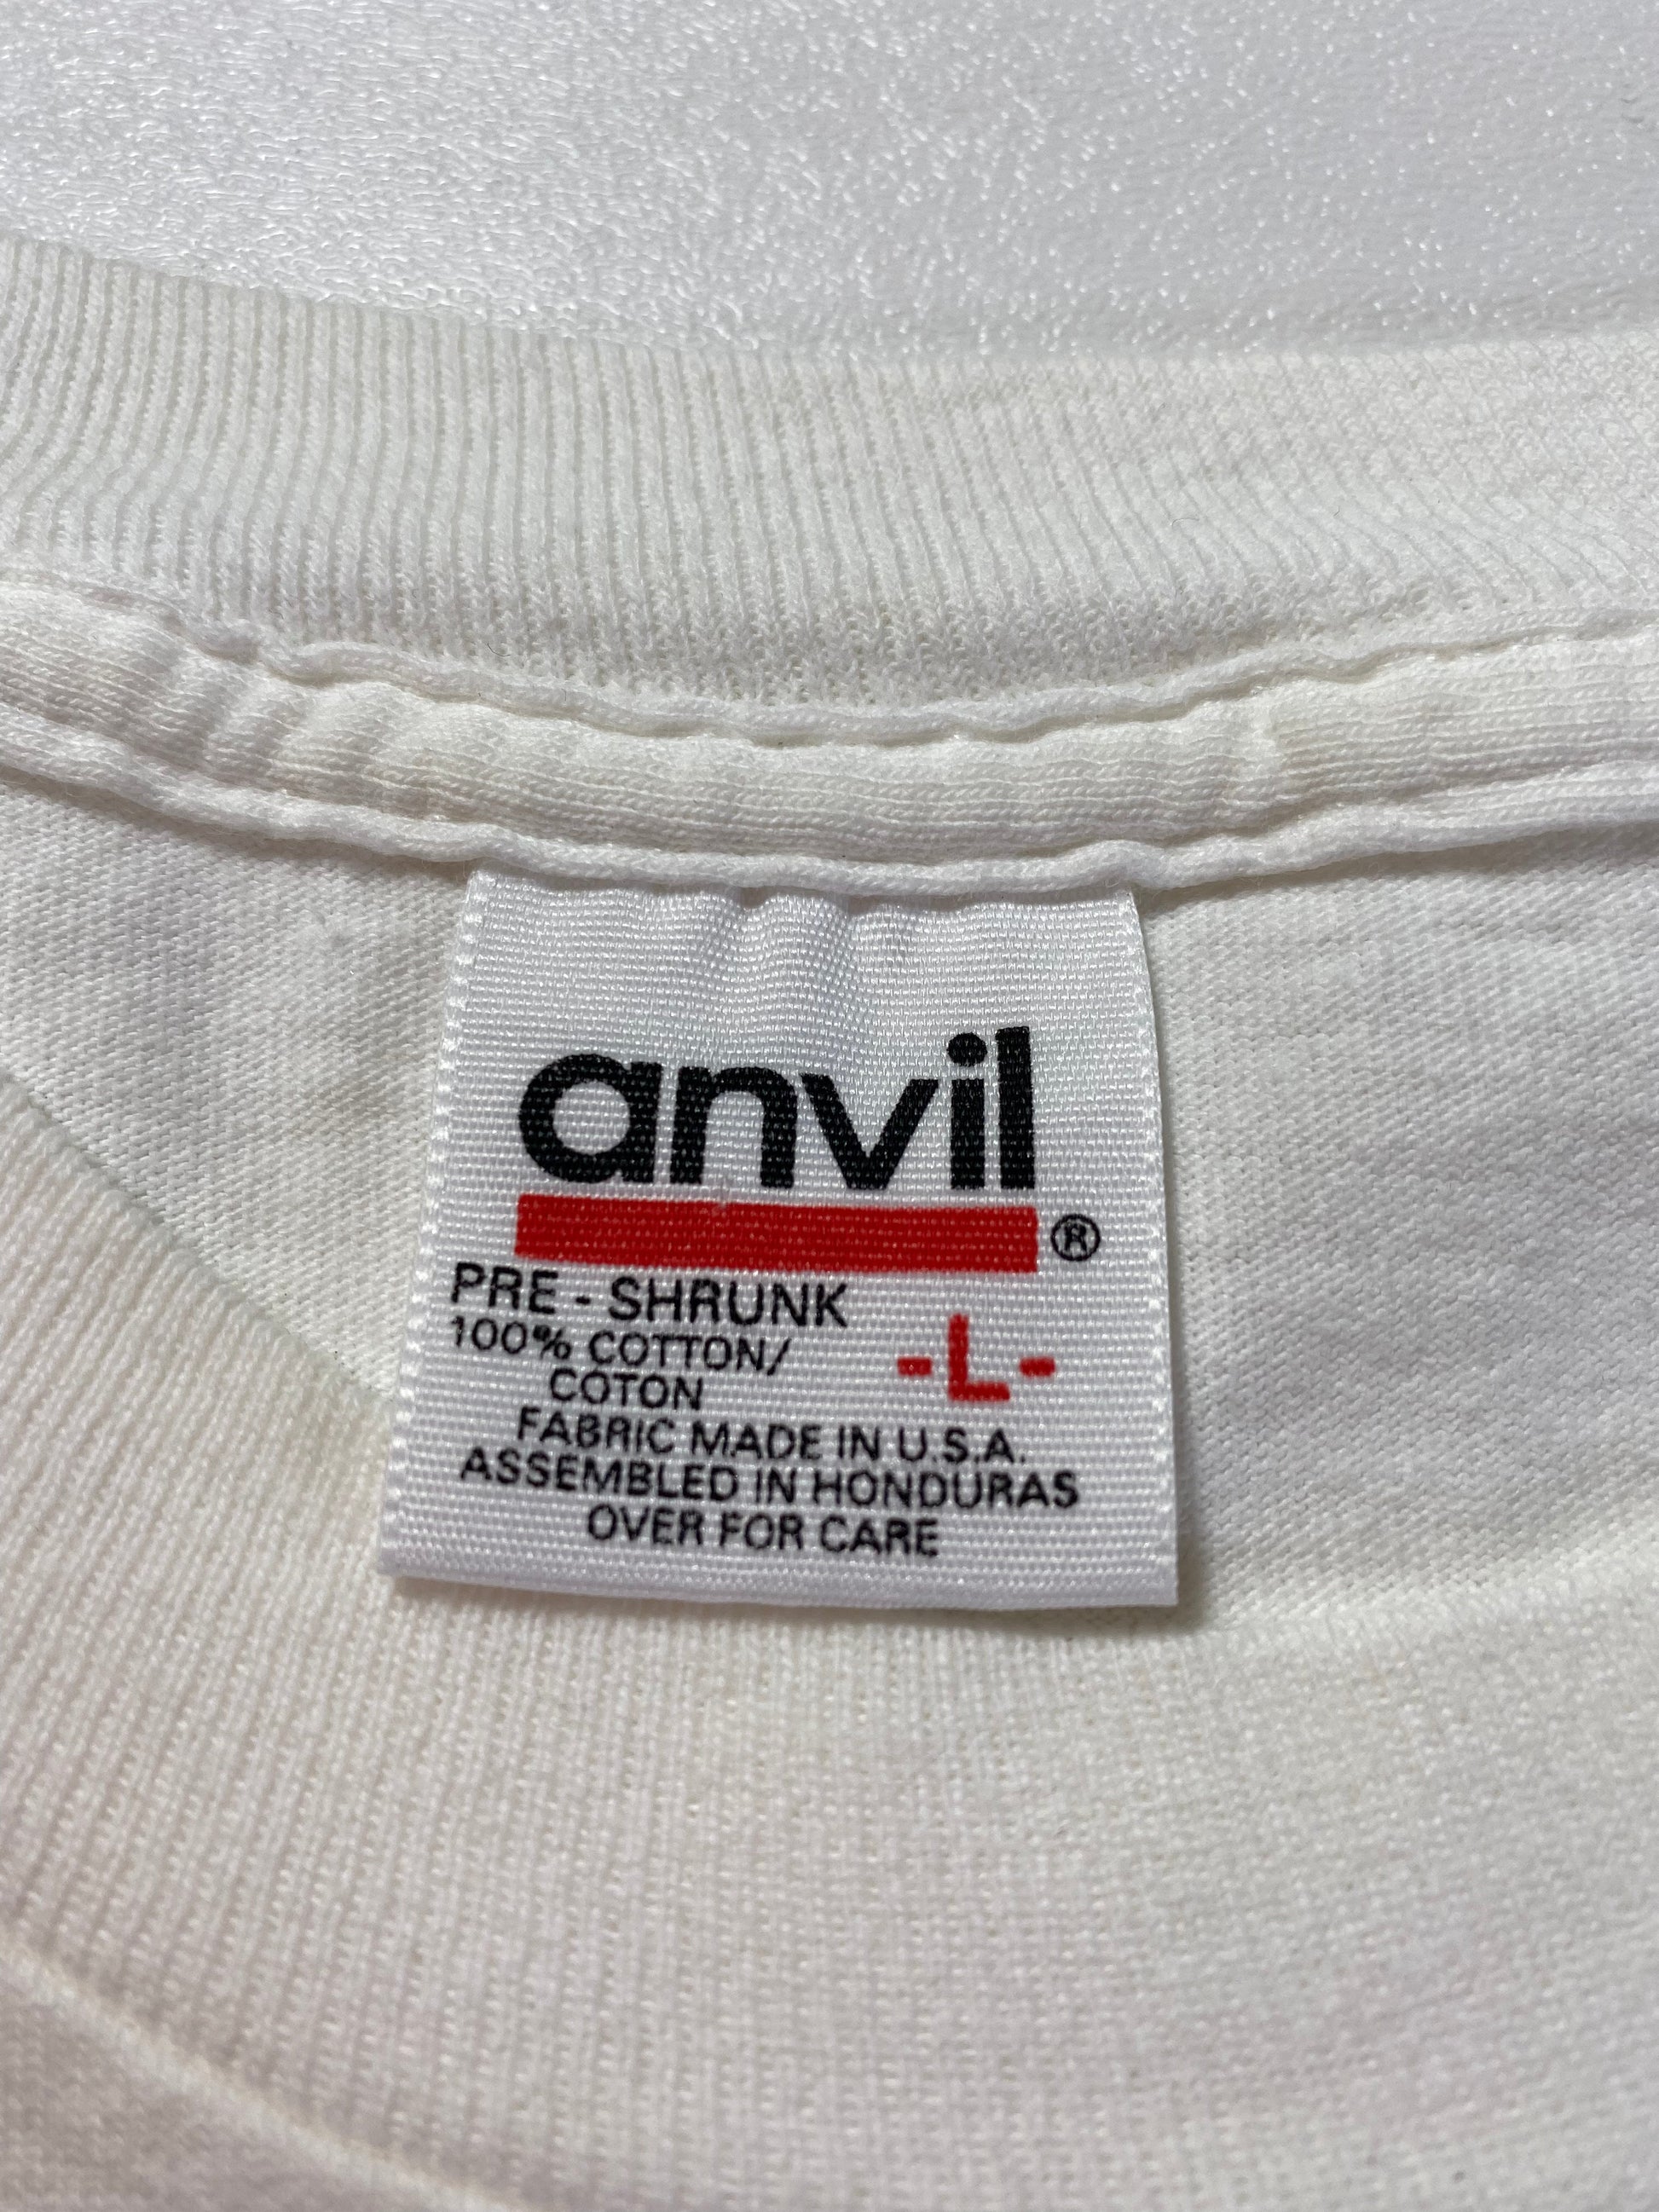 anvil
®
PRE - SHRUNK
100% COTTON/
COTON
-L-
FABRIC MADE IN U.S.A.
ASSEMBLED IN HONDURAS
OVER FOR CARE